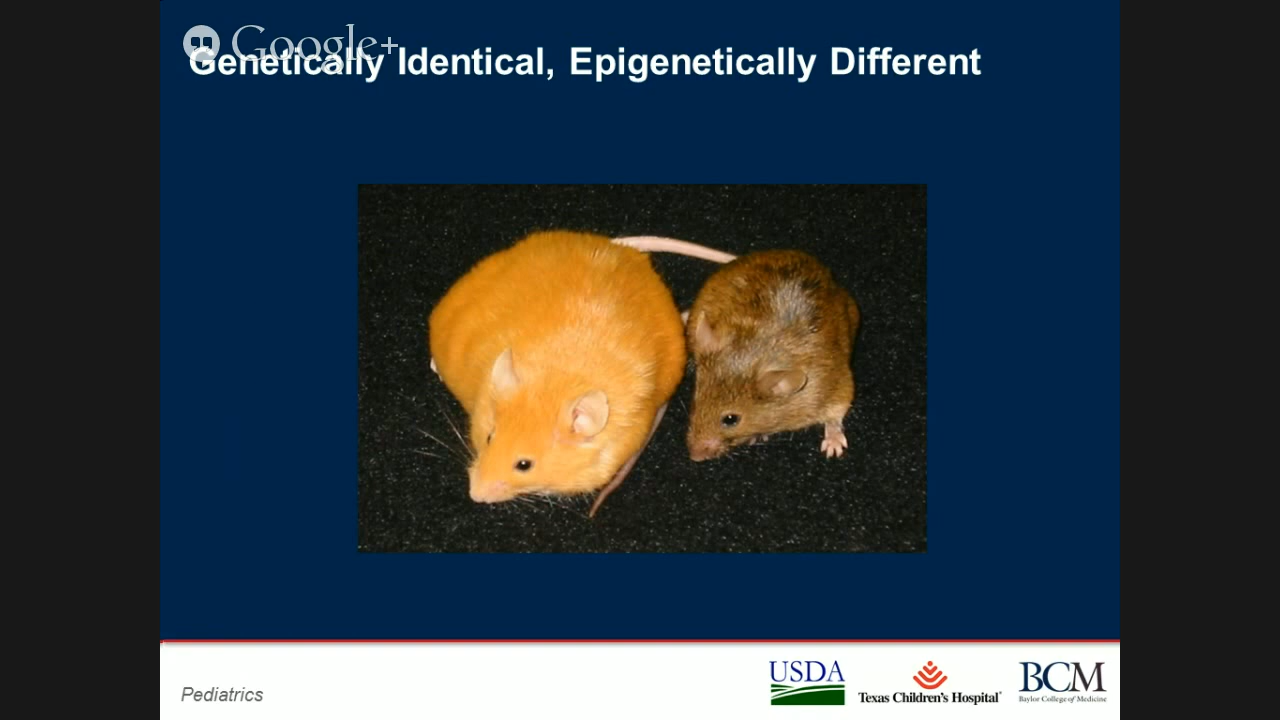 Google+
Genetically Identical, Epigenetically Different
Pediatrics
USDA
Texas Children's Hospital
BCM
Baylor College of Medicine